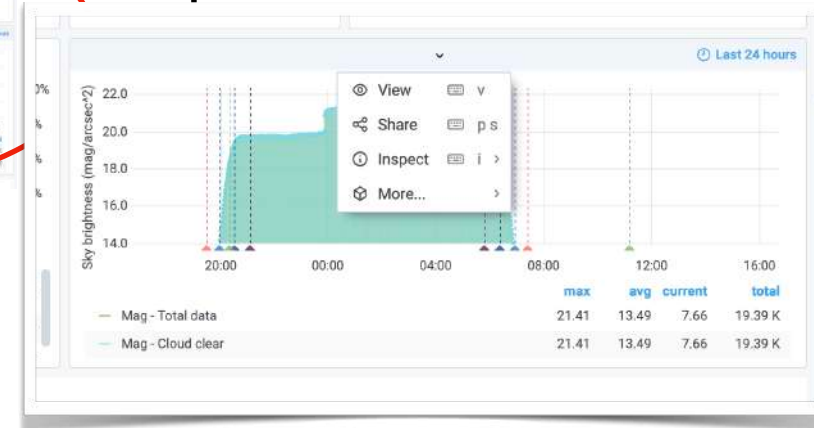 Last 24 hours
Sky brightness (mag/arcsec^2)
22.0
20.0
18.0
16.0
14.0
View v
Share p s
Inspect i >
More... >
20:00 00:00 04:00 08:00 12:00 16:00
max avg current total
Mag - Total data 21.41 13.49 7.66 19.39 K
Mag - Cloud clear 21.41 13.49 7.66 19.39 K